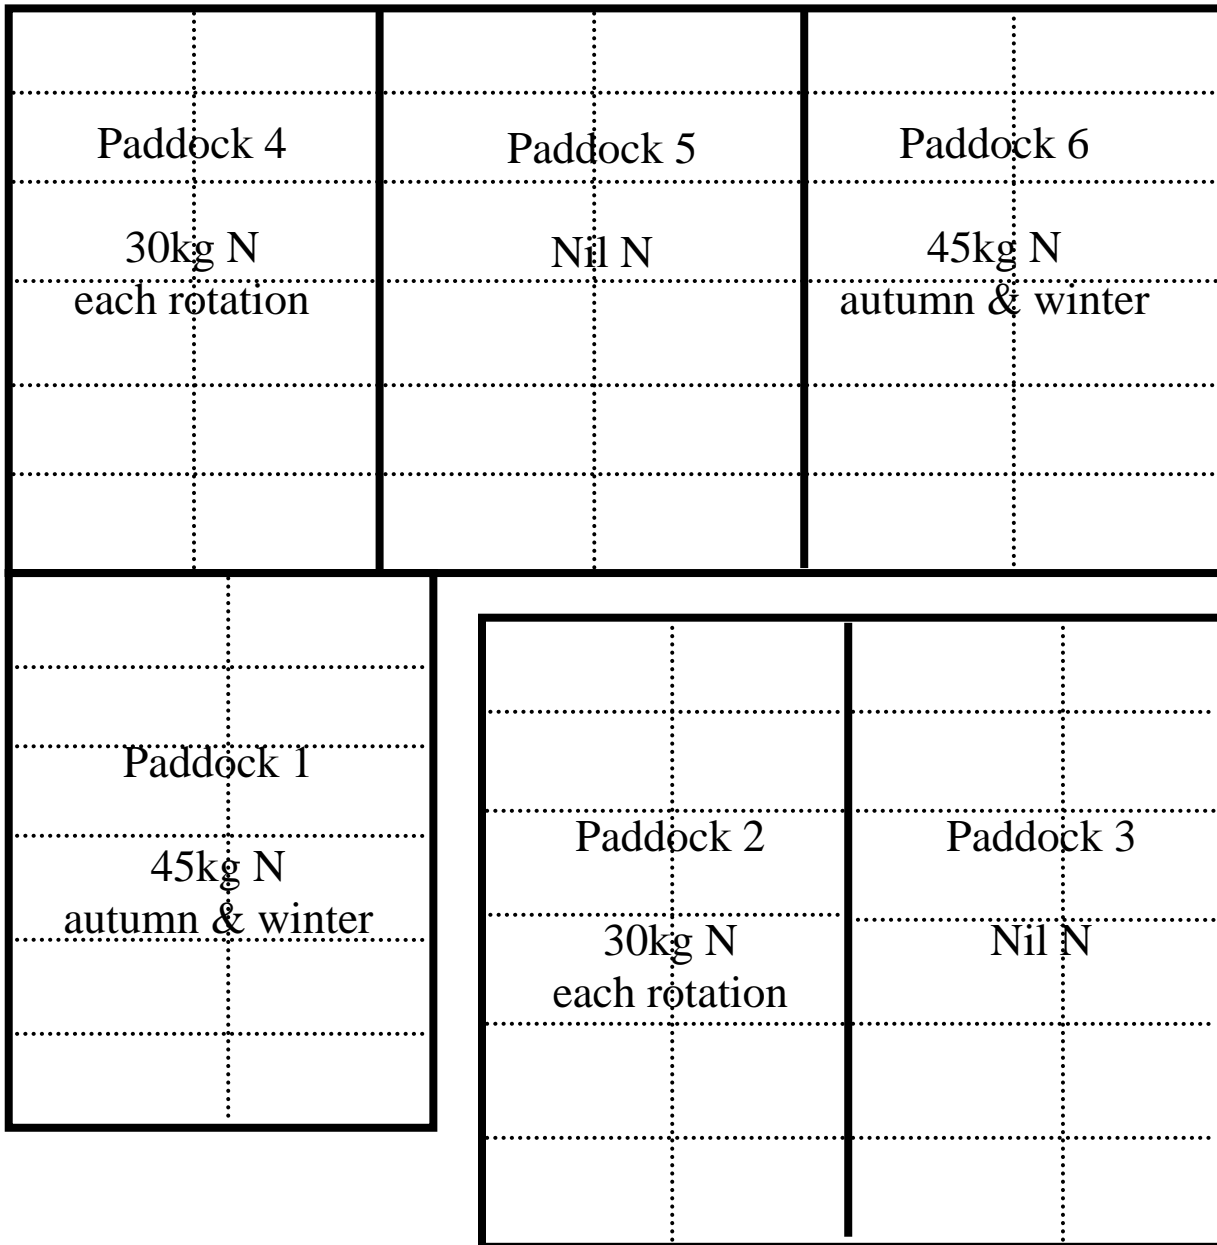 Paddock 4
30kg N
each rotation
Paddock 5
Nil N
Paddock 6
45kg N
autumn & winter
Paddock 1
45kg N
autumn & winter
Paddock 2
30kg N
each rotation
Paddock 3
Nil N